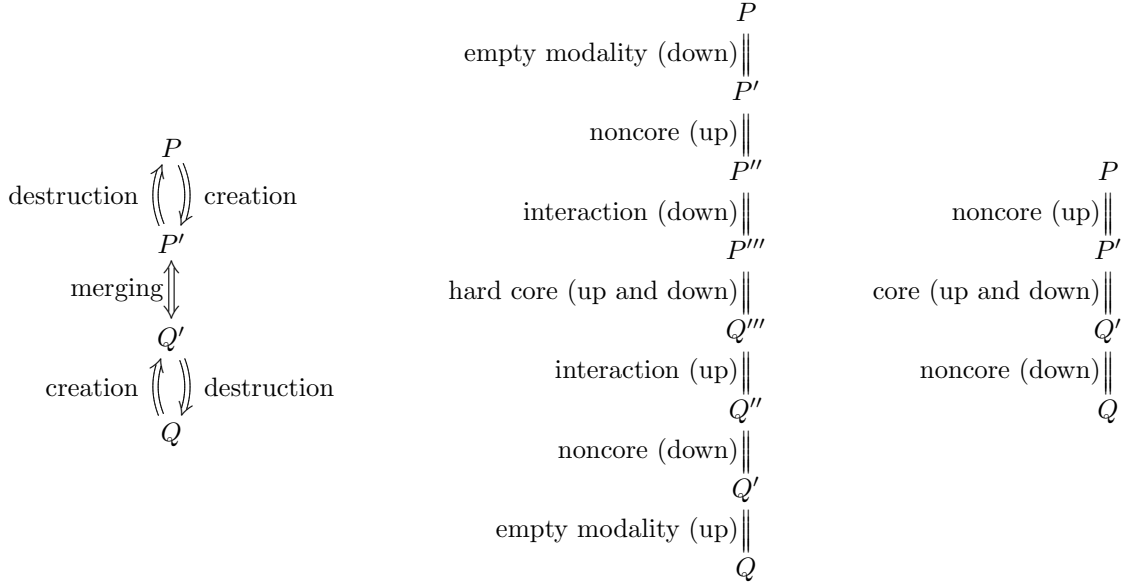 P
destruction creation
P′
merging
Q′
creation destruction
Q
P
empty modality (down)
P′
noncore (up)
P″
interaction (down)
P‴
hard core (up and down)
Q‴
interaction (up)
Q″
noncore (down)
Q′
empty modality (up)
Q
P
noncore (up)
P′
core (up and down)
Q′
noncore (down)
Q